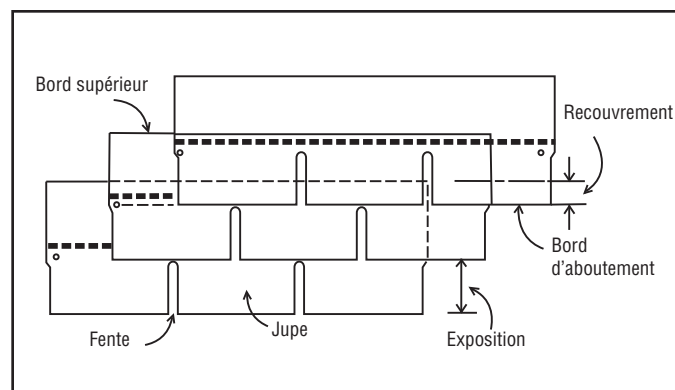 Bord supérieur
Recouvrement
Bord
d'aboutement
Fente
Jupe
Exposition